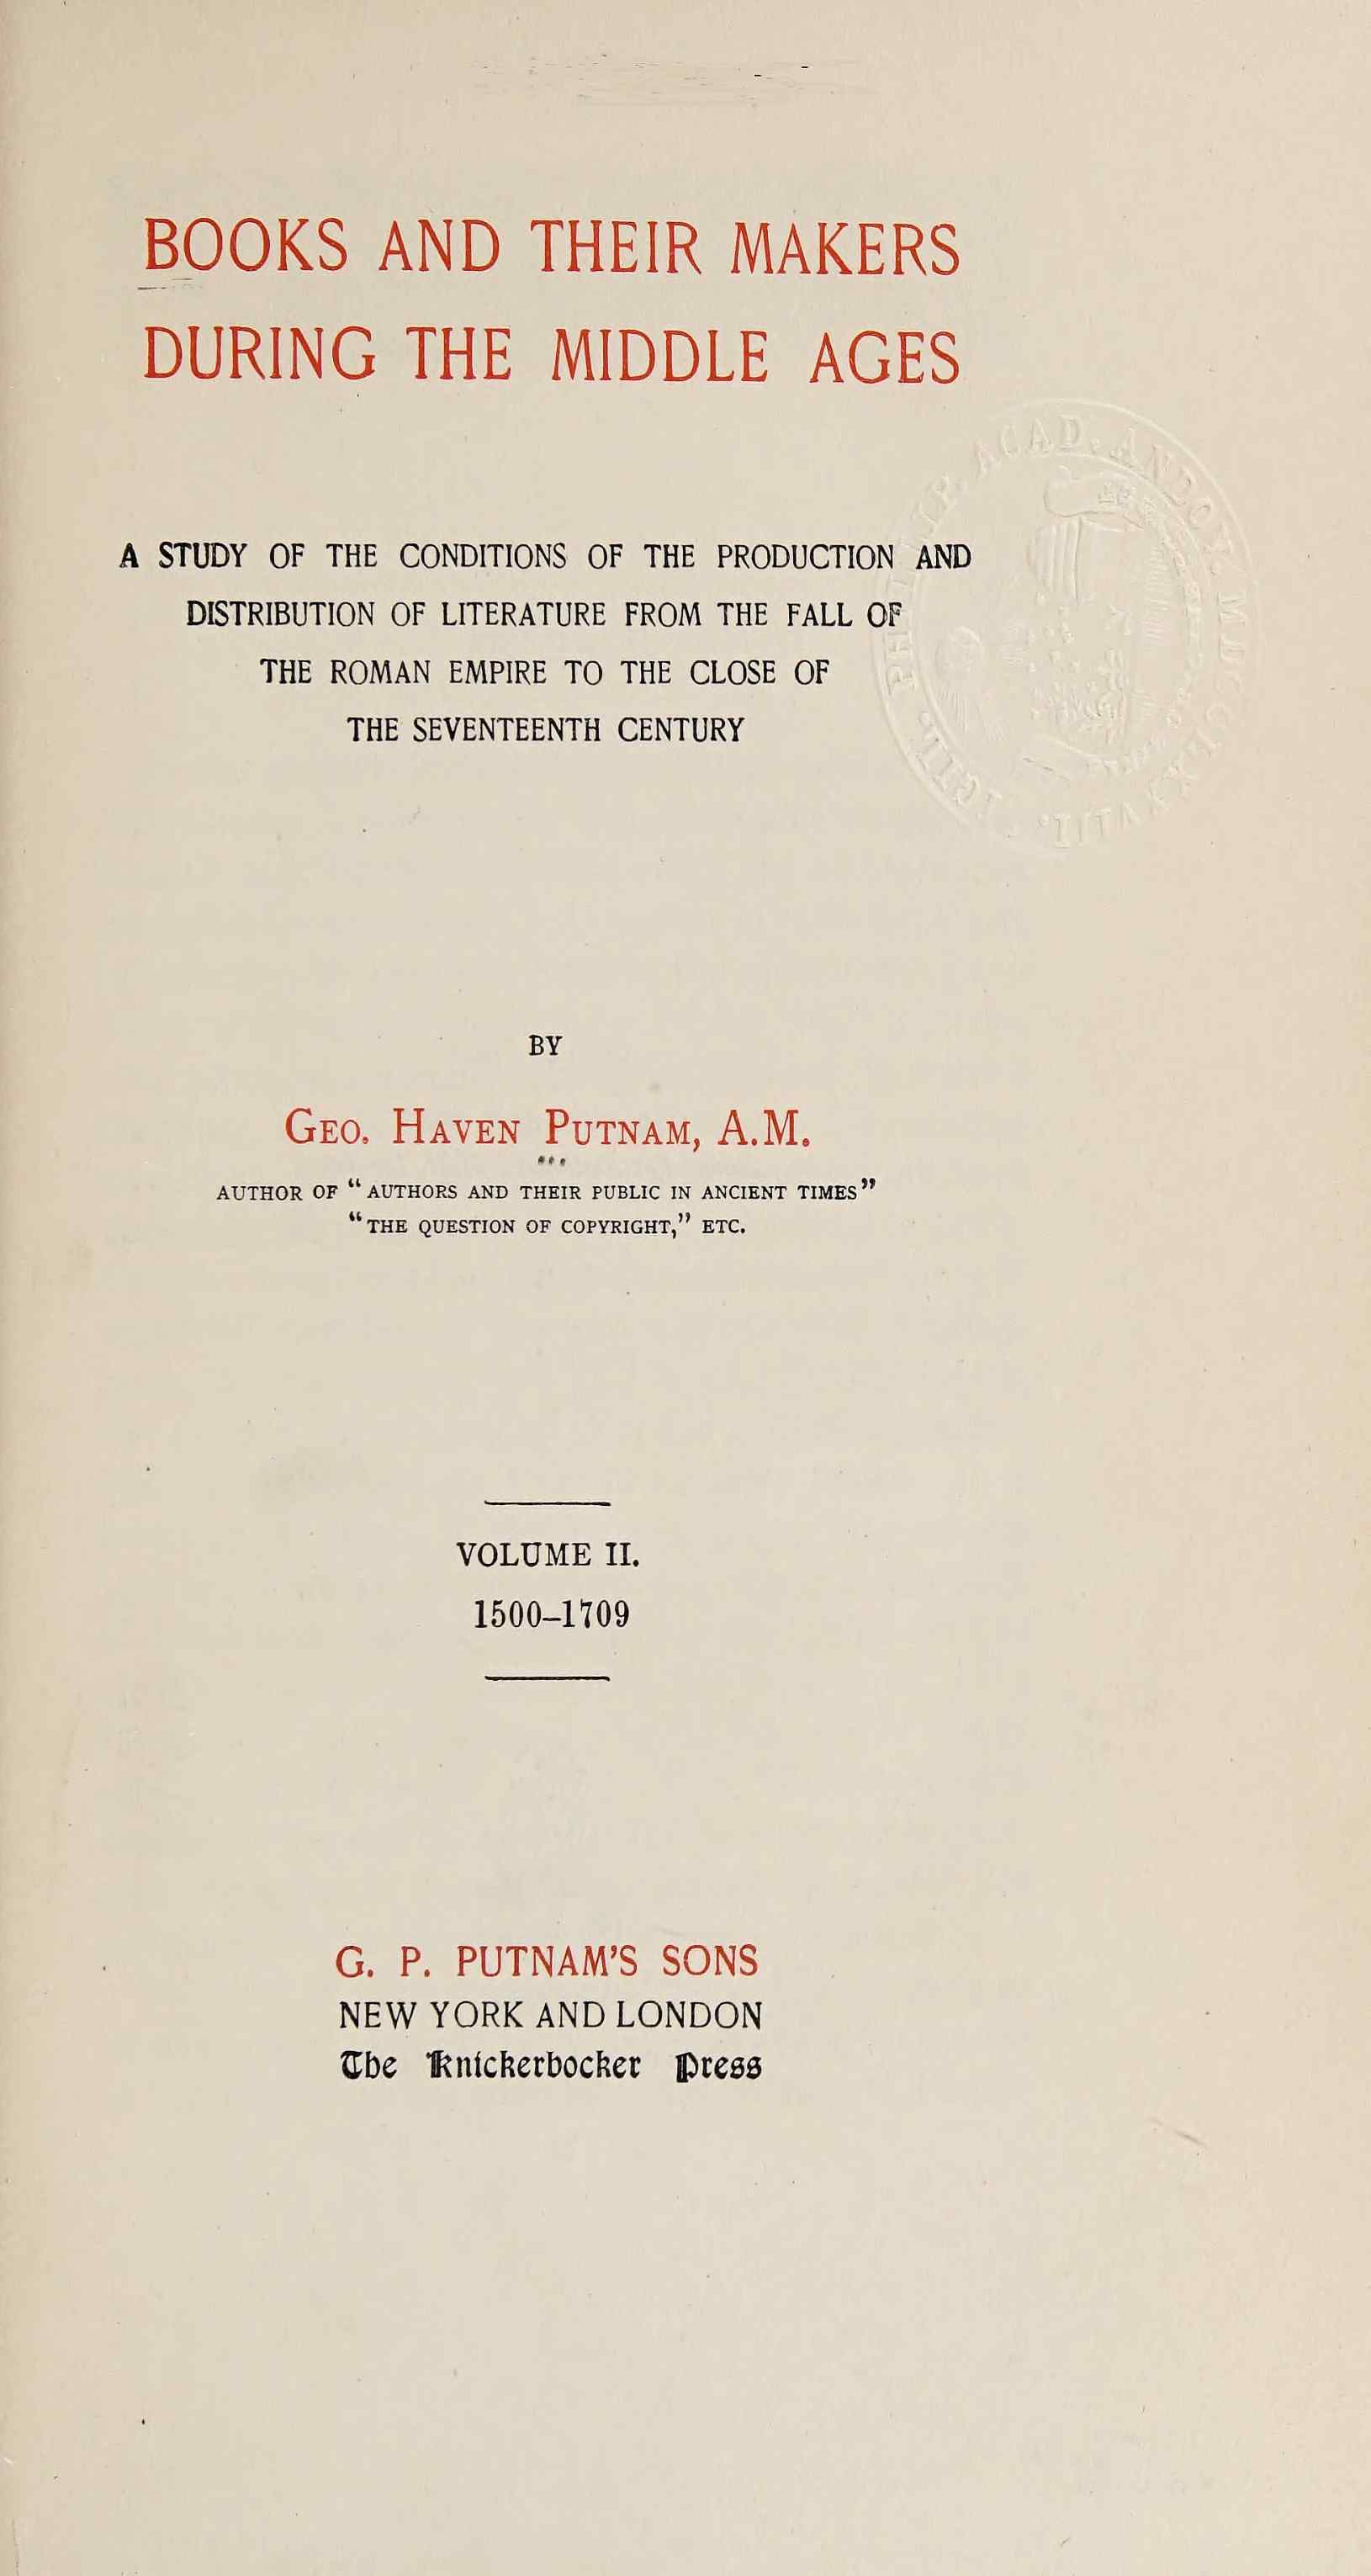 BOOKS AND THEIR MAKERS
DURING THE MIDDLE AGES
A STUDY OF THE CONDITIONS OF THE PRODUCTION AND
DISTRIBUTION OF LITERATURE FROM THE FALL OF
THE ROMAN EMPIRE TO THE CLOSE OF
THE SEVENTEENTH CENTURY
BY
GEO. HAVEN PUTNAM, A.M.
AUTHOR OF "AUTHORS AND THEIR PUBLIC IN ANCIENT TIMES"
"THE QUESTION OF COPYRIGHT," ETC.
VOLUME II.
1500–1709
G. P. PUTNAM'S SONS
NEW YORK AND LONDON
The Knickerbocker Press